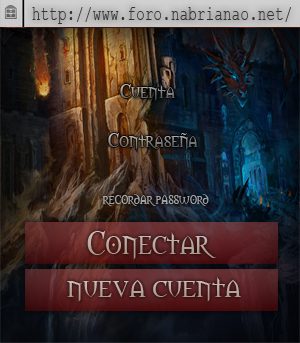 http://www.foro.nabrianao.net/
Cuenta
Contraseña
recordar password
Conectar
nueva cuenta